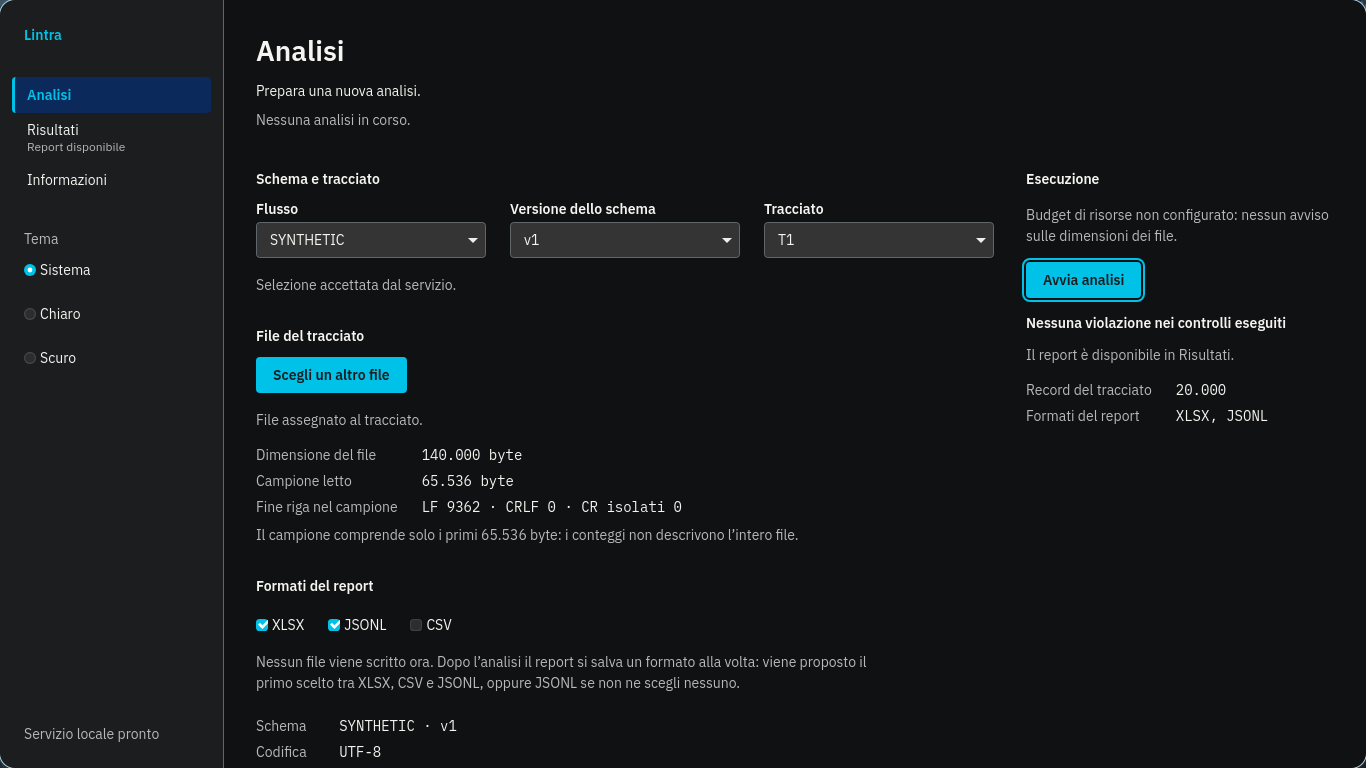 Lintra
Analisi
Risultati
Report disponibile
Informazioni
Tema
Sistema
Chiaro
Scuro
Servizio locale pronto
Analisi
Prepara una nuova analisi.
Nessuna analisi in corso.
Schema e tracciato
Flusso
SYNTHETIC
Versione dello schema
v1
Tracciato
T1
Selezione accettata dal servizio.
File del tracciato
Scegli un altro file
File assegnato al tracciato.
Dimensione del file 140.000 byte
Campione letto 65.536 byte
Fine riga nel campione LF 9362 · CRLF 0 · CR isolati 0
Il campione comprende solo i primi 65.536 byte: i conteggi non descrivono l’intero file.
Formati del report
XLSX JSONL CSV
Nessun file viene scritto ora. Dopo l’analisi il report si salva un formato alla volta: viene proposto il
primo scelto tra XLSX, CSV e JSONL, oppure JSONL se non ne scegli nessuno.
Schema SYNTHETIC · v1
Codifica UTF-8
Esecuzione
Budget di risorse non configurato: nessun avviso
sulle dimensioni dei file.
Avvia analisi
Nessuna violazione nei controlli eseguiti
Il report è disponibile in Risultati.
Record del tracciato 20.000
Formati del report XLSX, JSONL